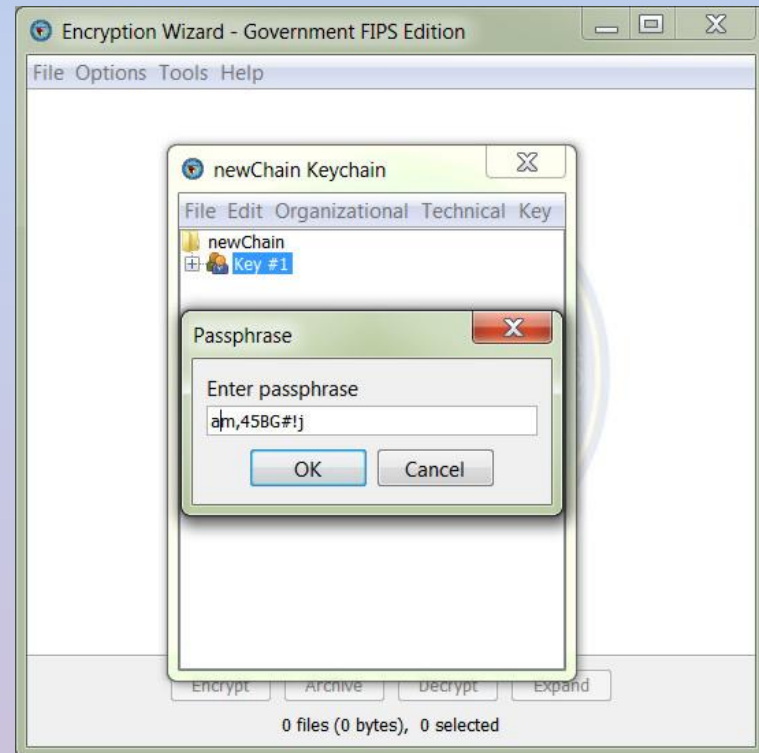 Encryption Wizard - Government FIPS Edition
File Options Tools Help
newChain Keychain
File Edit Organizational Technical Key
newChain
Key #1
Passphrase
Enter passphrase
am,45BG#!j
OK Cancel
Encrypt Archive Decrypt Expand
0 files (0 bytes), 0 selected